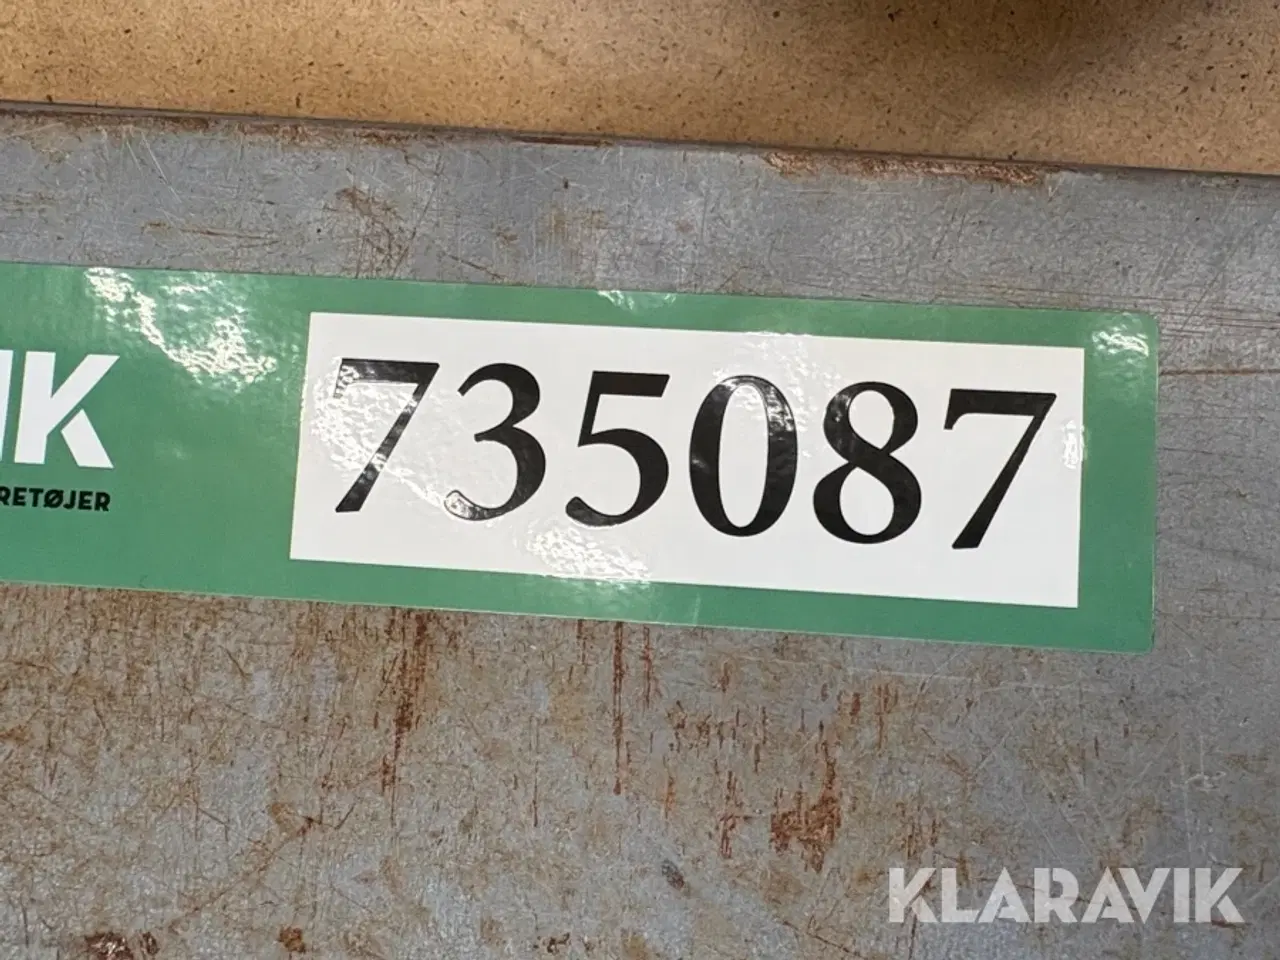 IK
RETØJER
735087
KLARAVIK